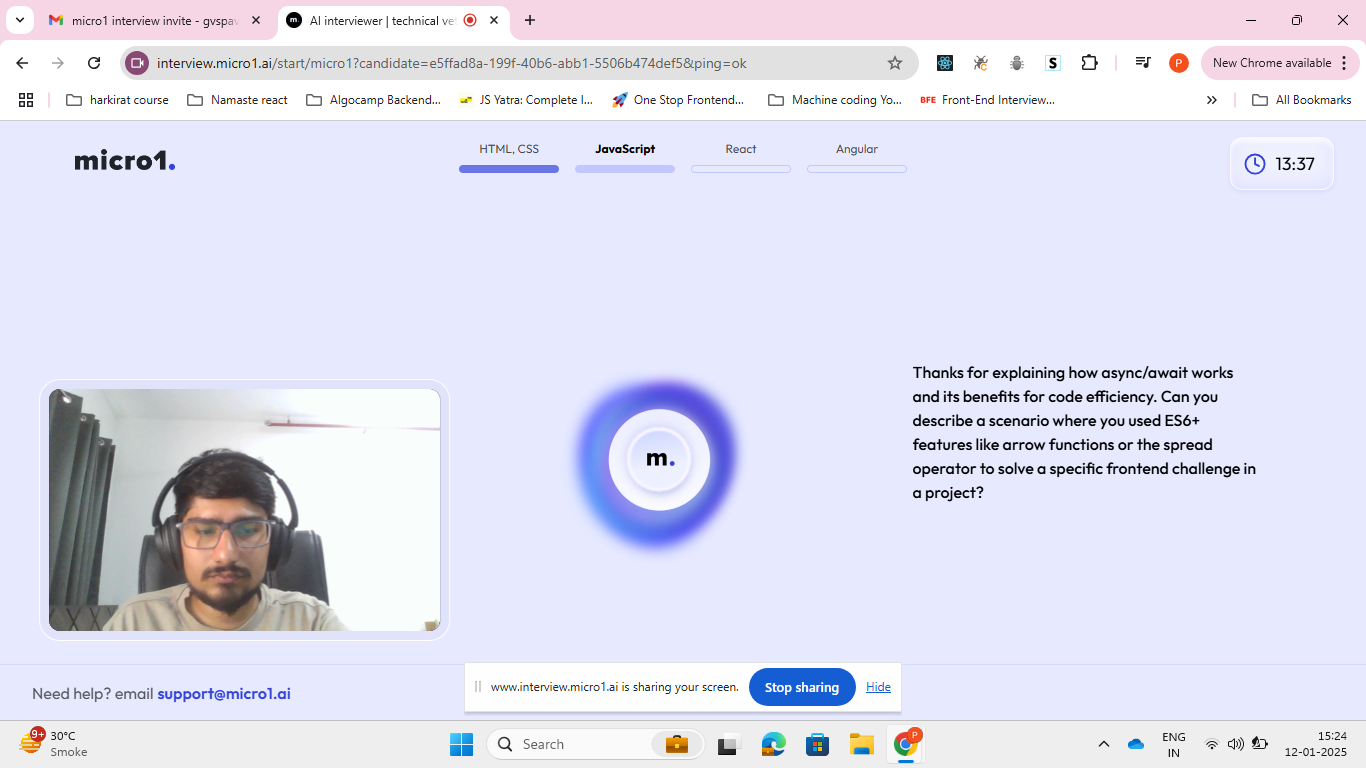 micro1 interview invite - gvspav
AI interviewer | technical vet
interview.micro1.ai/start/micro1?candidate=e5ffad8a-199f-40b6-abb1-5506b474def5&ping=ok
S
P
New Chrome available
harkirat course
Namaste react
Algocamp Backend...
JS Yatra: Complete I...
One Stop Frontend...
Machine coding Yo...
BFE
Front-End Interview...
All Bookmarks
micro1.
HTML, CSS
JavaScript
React
Angular
13:37
m.
Thanks for explaining how async/await works
and its benefits for code efficiency. Can you
describe a scenario where you used ES6+
features like arrow functions or the spread
operator to solve a specific frontend challenge in
a project?
Need help? email support@micro1.ai
www.interview.micro1.ai is sharing your screen.
Stop sharing
Hide
9+
30°C
Smoke
Search
P
ENG
IN
15:24
12-01-2025